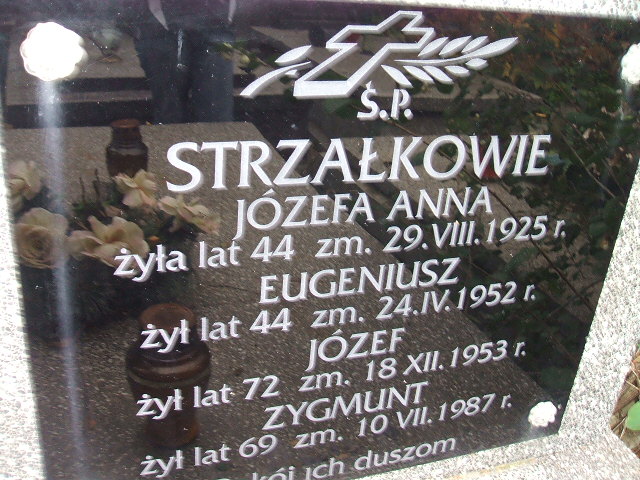 Ś.P.
STRZAŁKOWIE
JÓZEFA ANNA
żyła lat 44 zm. 29.VIII.1925 r.
EUGENIUSZ
żył lat 44 zm. 24.IV.1952 r.
JÓZEF
żył lat 72 zm. 18 XII.1953 r.
ZYGMUNT
żył lat 69 zm. 10 VII.1987 r.
ich duszom